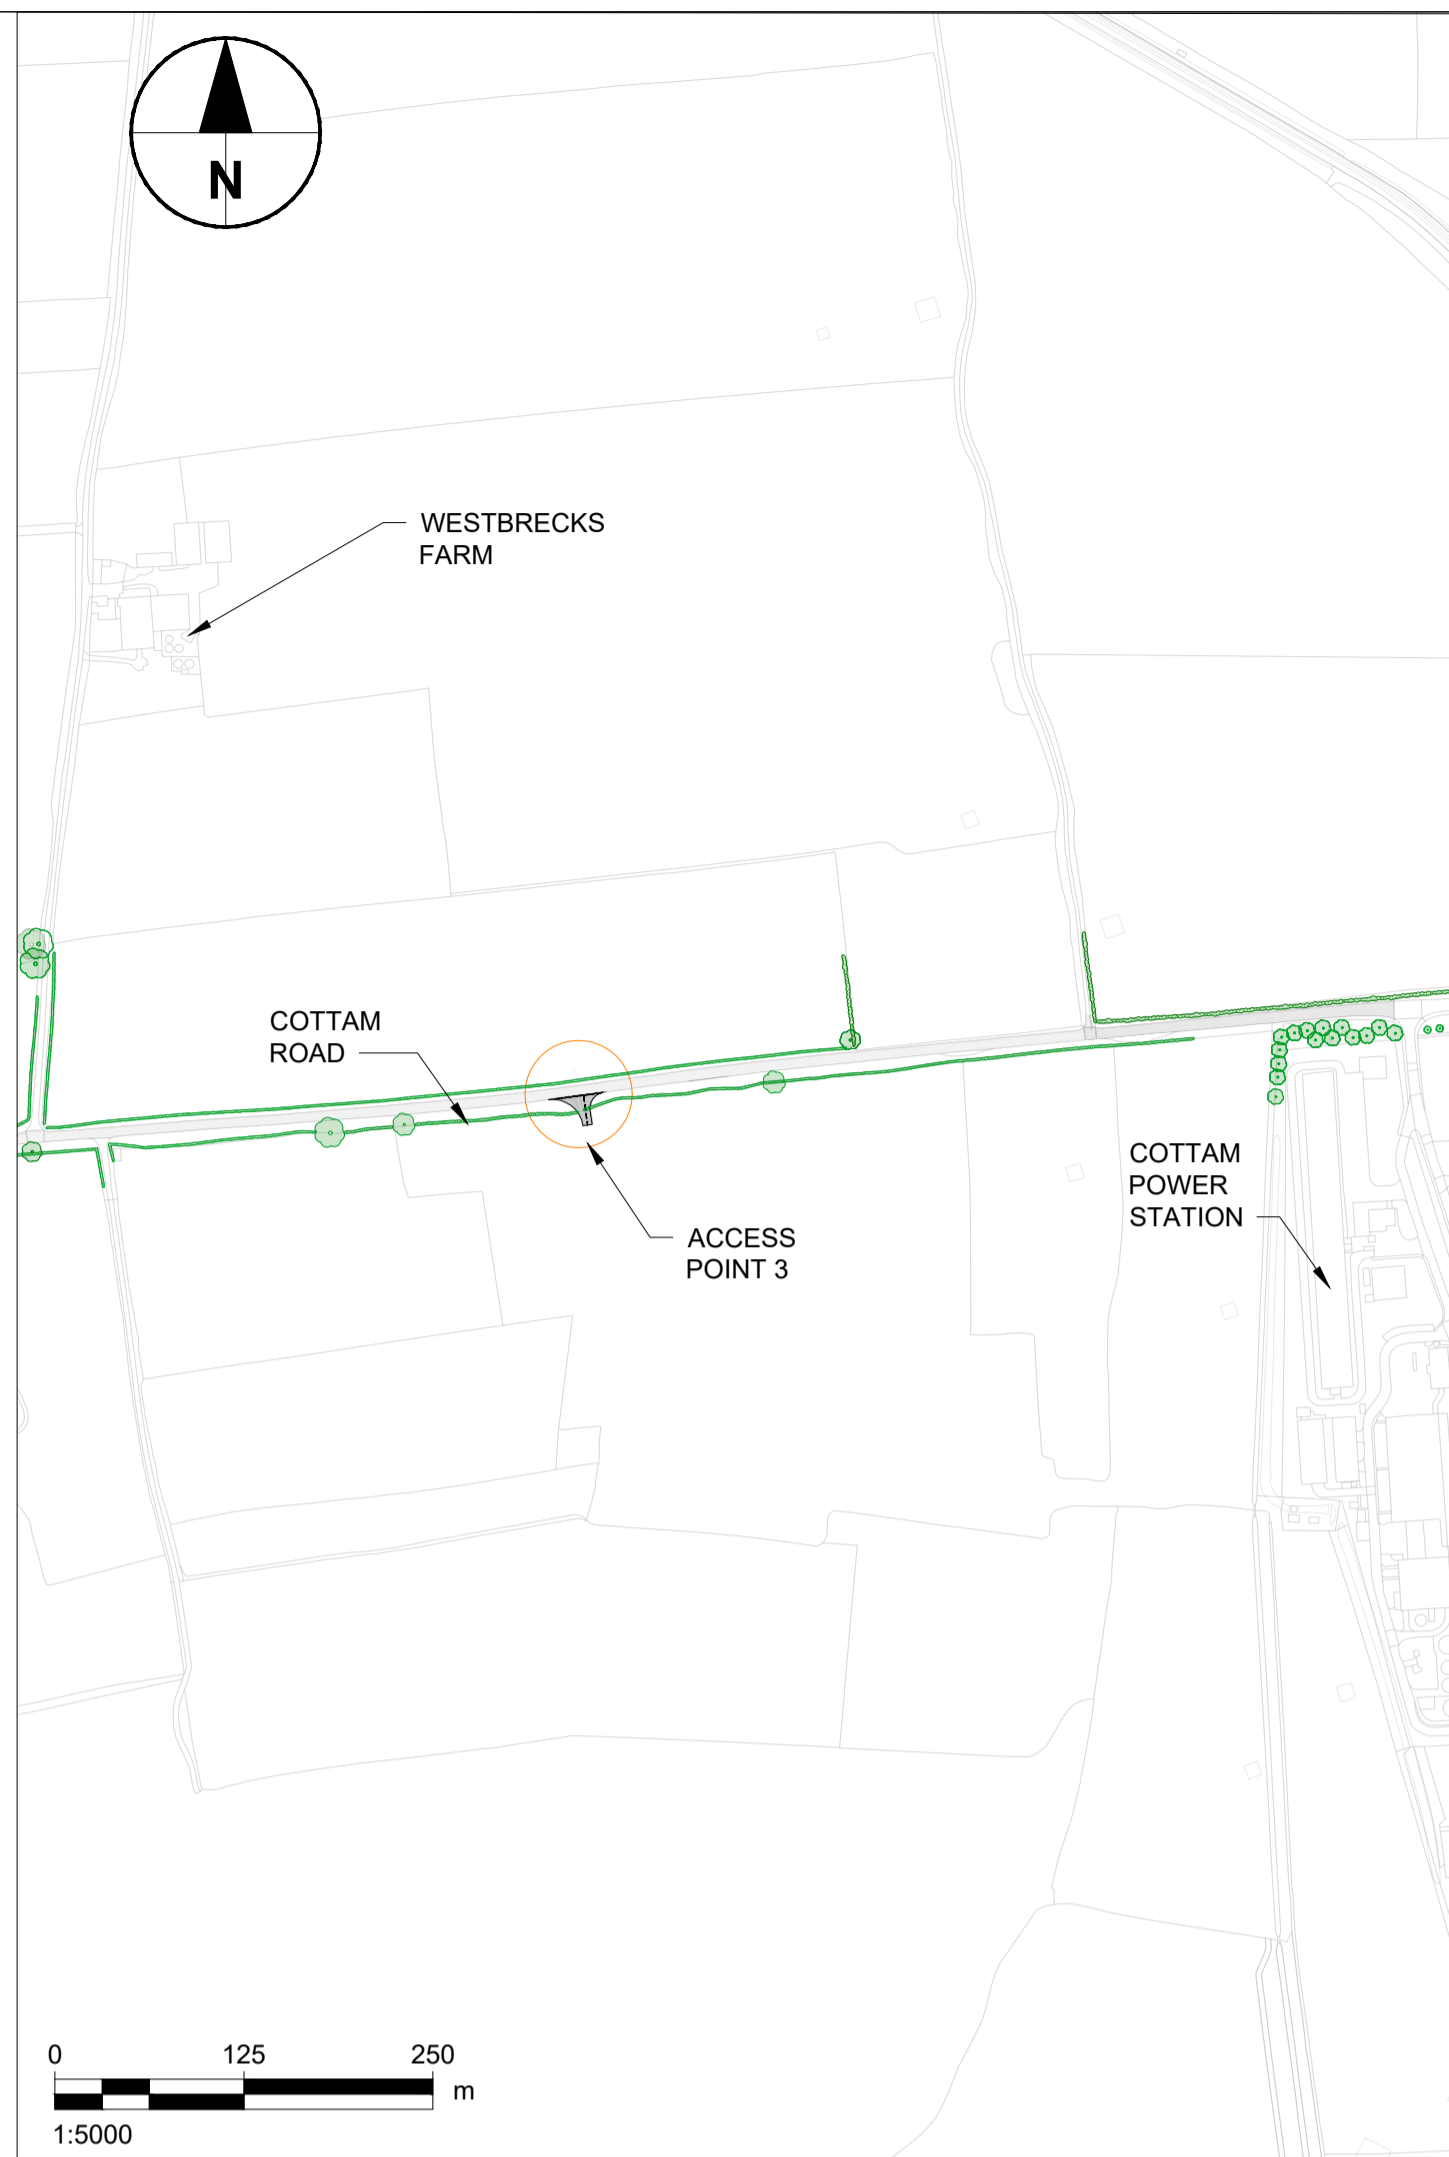 N
WESTBRECKS
FARM
COTTAM
ROAD
COTTAM
POWER
STATION
ACCESS
POINT 3
0 125 250
m
1:5000